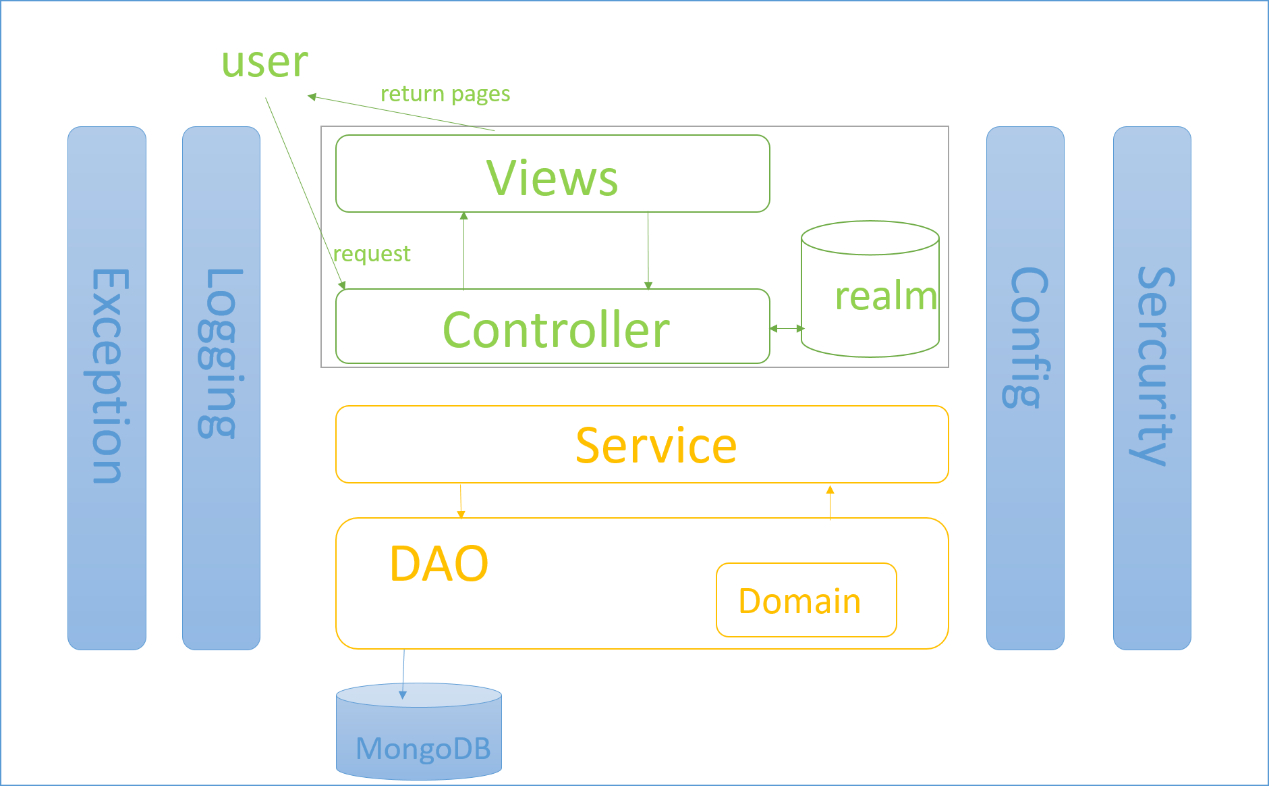 user
return pages
Views
request
Controller
realm
Exception
Logging
Config
Sercurity
Service
DAO
Domain
MongoDB